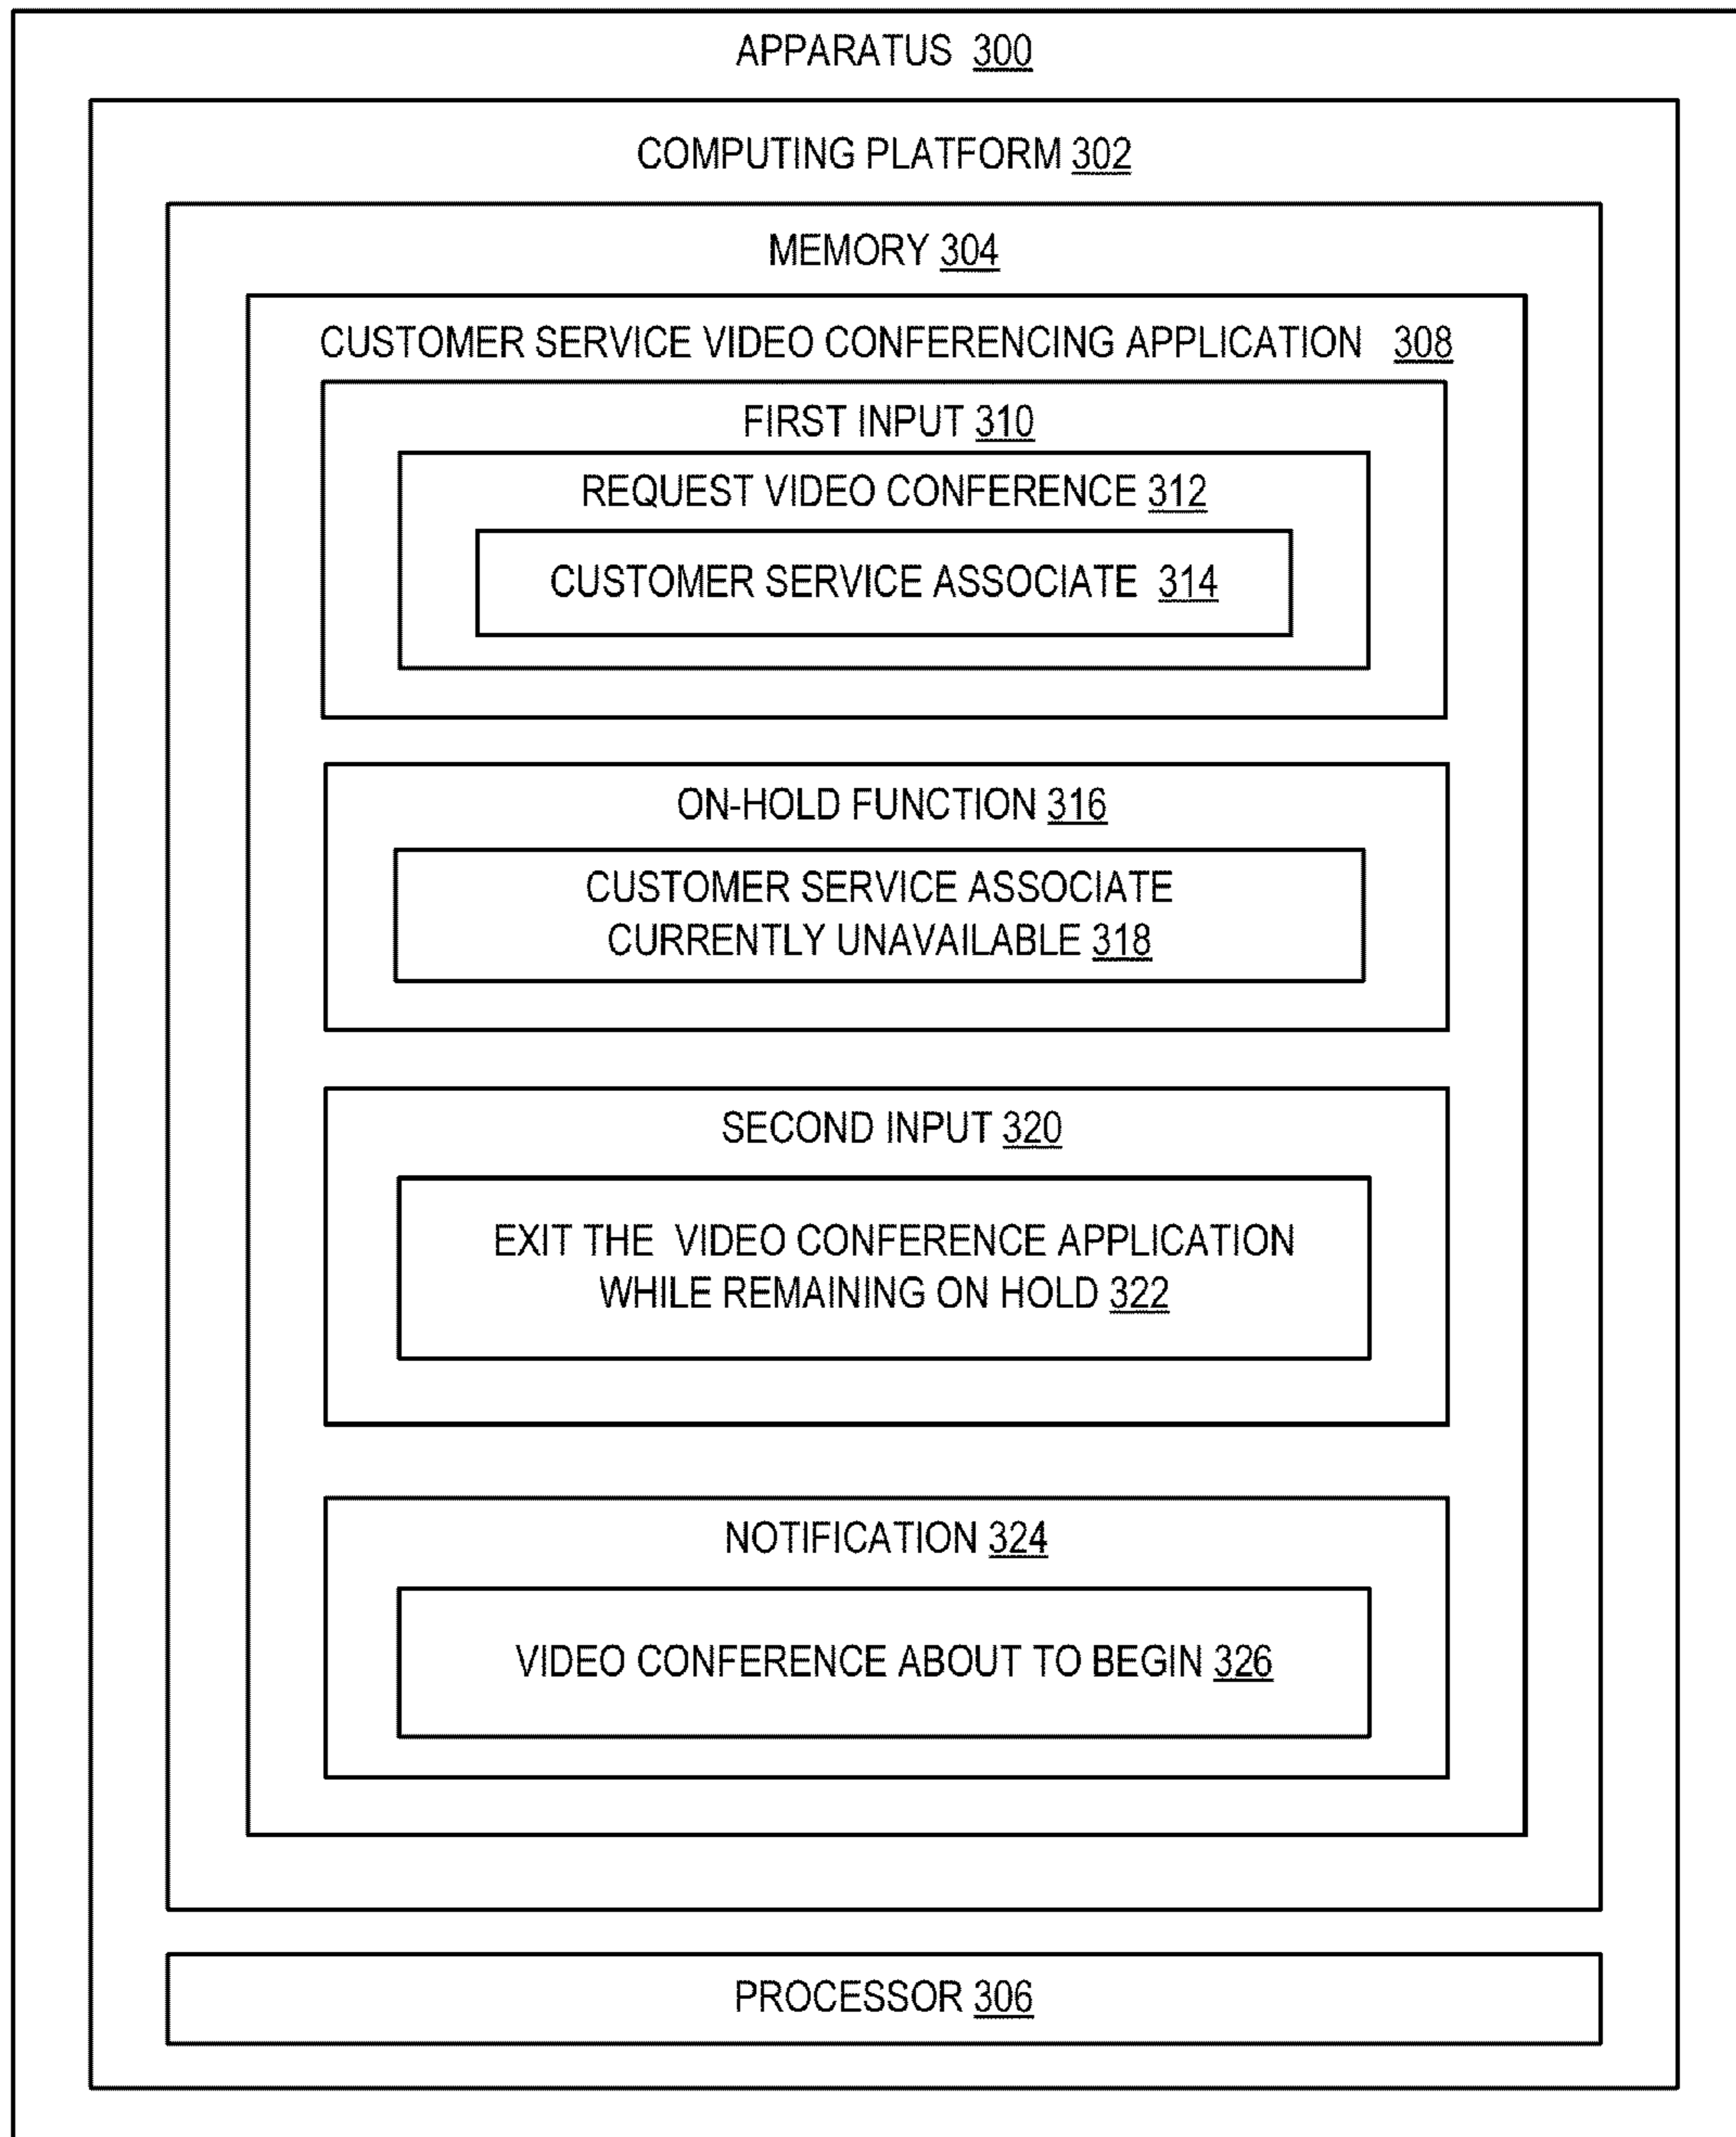 APPARATUS 300
COMPUTING PLATFORM 302
MEMORY 304
CUSTOMER SERVICE VIDEO CONFERENCING APPLICATION 308
FIRST INPUT 310
REQUEST VIDEO CONFERENCE 312
CUSTOMER SERVICE ASSOCIATE 314
ON-HOLD FUNCTION 316
CUSTOMER SERVICE ASSOCIATE
CURRENTLY UNAVAILABLE 318
SECOND INPUT 320
EXIT THE VIDEO CONFERENCE APPLICATION
WHILE REMAINING ON HOLD 322
NOTIFICATION 324
VIDEO CONFERENCE ABOUT TO BEGIN 326
PROCESSOR 306